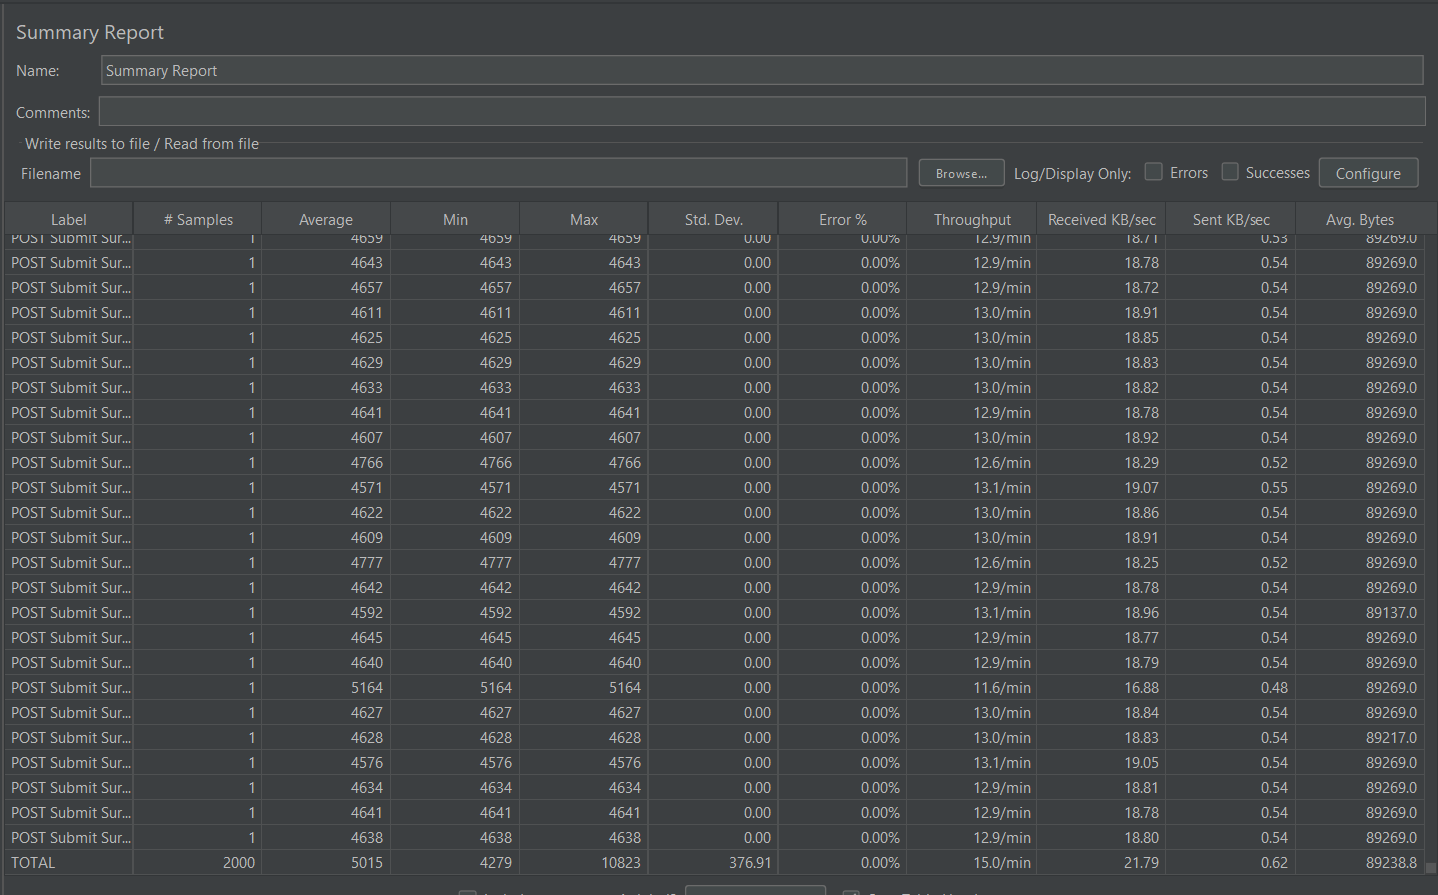 Summary Report
Name: Summary Report
Comments:
Write results to file / Read from file
Filename Browse... Log/Display Only: Errors Successes Configure
Label # Samples Average Min Max Std. Dev. Error % Throughput Received KB/sec Sent KB/sec Avg. Bytes
POST Submit Sur... 1 4659 4659 4659 0.00 0.00% 12.9/min 18.71 0.53 89269.0
POST Submit Sur... 1 4643 4643 4643 0.00 0.00% 12.9/min 18.78 0.54 89269.0
POST Submit Sur... 1 4657 4657 4657 0.00 0.00% 12.9/min 18.72 0.54 89269.0
POST Submit Sur... 1 4611 4611 4611 0.00 0.00% 13.0/min 18.91 0.54 89269.0
POST Submit Sur... 1 4625 4625 4625 0.00 0.00% 13.0/min 18.85 0.54 89269.0
POST Submit Sur... 1 4629 4629 4629 0.00 0.00% 13.0/min 18.83 0.54 89269.0
POST Submit Sur... 1 4633 4633 4633 0.00 0.00% 13.0/min 18.82 0.54 89269.0
POST Submit Sur... 1 4641 4641 4641 0.00 0.00% 12.9/min 18.78 0.54 89269.0
POST Submit Sur... 1 4607 4607 4607 0.00 0.00% 13.0/min 18.92 0.54 89269.0
POST Submit Sur... 1 4766 4766 4766 0.00 0.00% 12.6/min 18.29 0.52 89269.0
POST Submit Sur... 1 4571 4571 4571 0.00 0.00% 13.1/min 19.07 0.55 89269.0
POST Submit Sur... 1 4622 4622 4622 0.00 0.00% 13.0/min 18.86 0.54 89269.0
POST Submit Sur... 1 4609 4609 4609 0.00 0.00% 13.0/min 18.91 0.54 89269.0
POST Submit Sur... 1 4777 4777 4777 0.00 0.00% 12.6/min 18.25 0.52 89269.0
POST Submit Sur... 1 4642 4642 4642 0.00 0.00% 12.9/min 18.78 0.54 89269.0
POST Submit Sur... 1 4592 4592 4592 0.00 0.00% 13.1/min 18.96 0.54 89137.0
POST Submit Sur... 1 4645 4645 4645 0.00 0.00% 12.9/min 18.77 0.54 89269.0
POST Submit Sur... 1 4640 4640 4640 0.00 0.00% 12.9/min 18.79 0.54 89269.0
POST Submit Sur... 1 5164 5164 5164 0.00 0.00% 11.6/min 16.88 0.48 89269.0
POST Submit Sur... 1 4627 4627 4627 0.00 0.00% 13.0/min 18.84 0.54 89269.0
POST Submit Sur... 1 4628 4628 4628 0.00 0.00% 13.0/min 18.83 0.54 89217.0
POST Submit Sur... 1 4576 4576 4576 0.00 0.00% 13.1/min 19.05 0.54 89269.0
POST Submit Sur... 1 4634 4634 4634 0.00 0.00% 12.9/min 18.81 0.54 89269.0
POST Submit Sur... 1 4641 4641 4641 0.00 0.00% 12.9/min 18.78 0.54 89269.0
POST Submit Sur... 1 4638 4638 4638 0.00 0.00% 12.9/min 18.80 0.54 89269.0
TOTAL 2000 5015 4279 10823 376.91 0.00% 15.0/min 21.79 0.62 89238.8